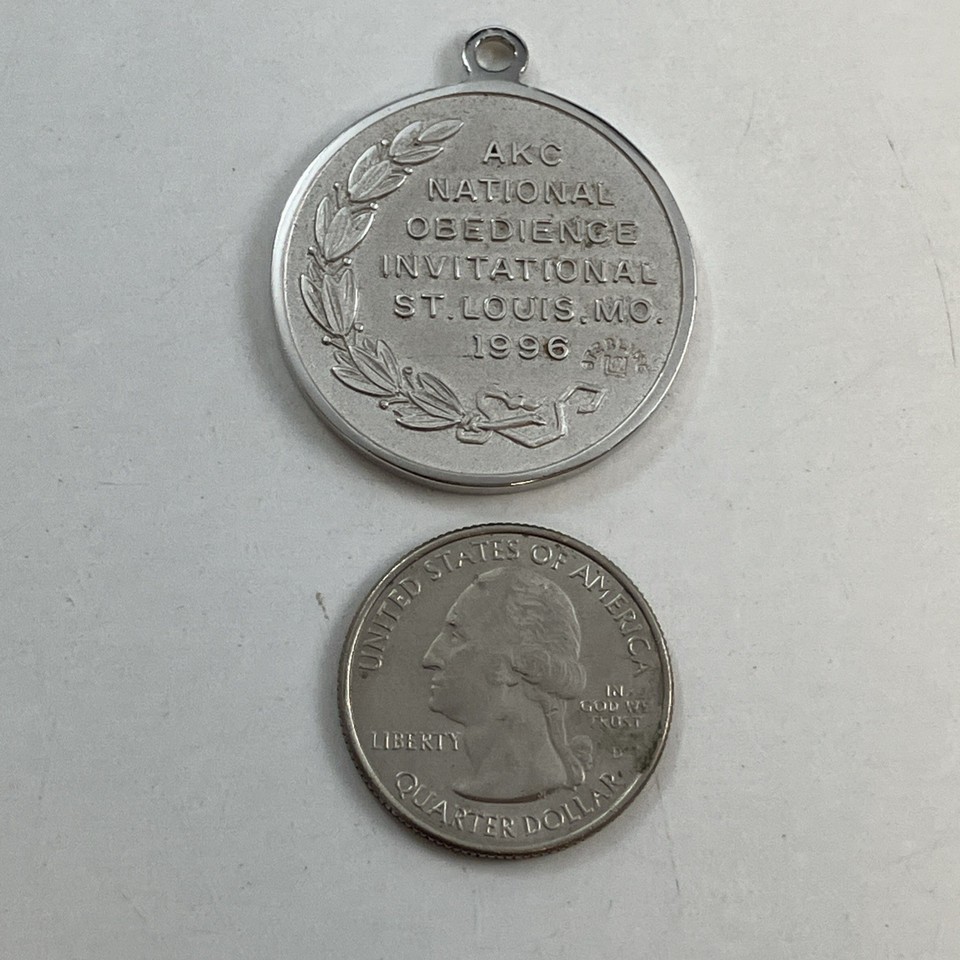 AKC
NATIONAL
OBEDIENCE
INVITATIONAL
ST. LOUIS, MO.
1996
STERLING
UNITED STATES OF AMERICA
IN
GOD WE
TRUST
LIBERTY
QUARTER DOLLAR